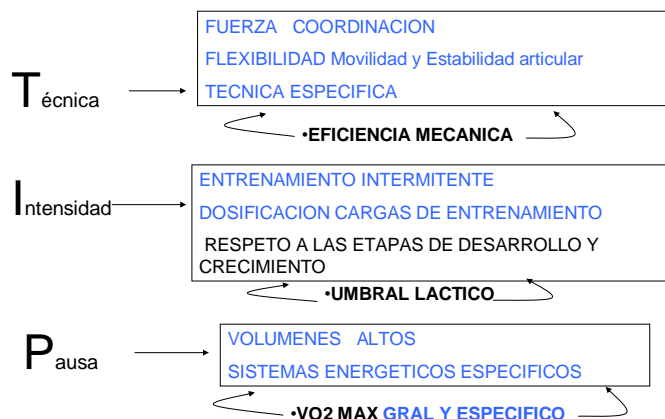 FUERZA COORDINACION
FLEXIBILIDAD Movilidad y Estabilidad articular
Técnica
TECNICA ESPECIFICA
•EFICIENCIA MECANICA
ENTRENAMIENTO INTERMITENTE
Intensidad
DOSIFICACION CARGAS DE ENTRENAMIENTO
RESPETO A LAS ETAPAS DE DESARROLLO Y
CRECIMIENTO
•UMBRAL LACTICO
VOLUMENES ALTOS
Pausa
SISTEMAS ENERGETICOS ESPECIFICOS
•VO2 MAX GRAL Y ESPECIFICO